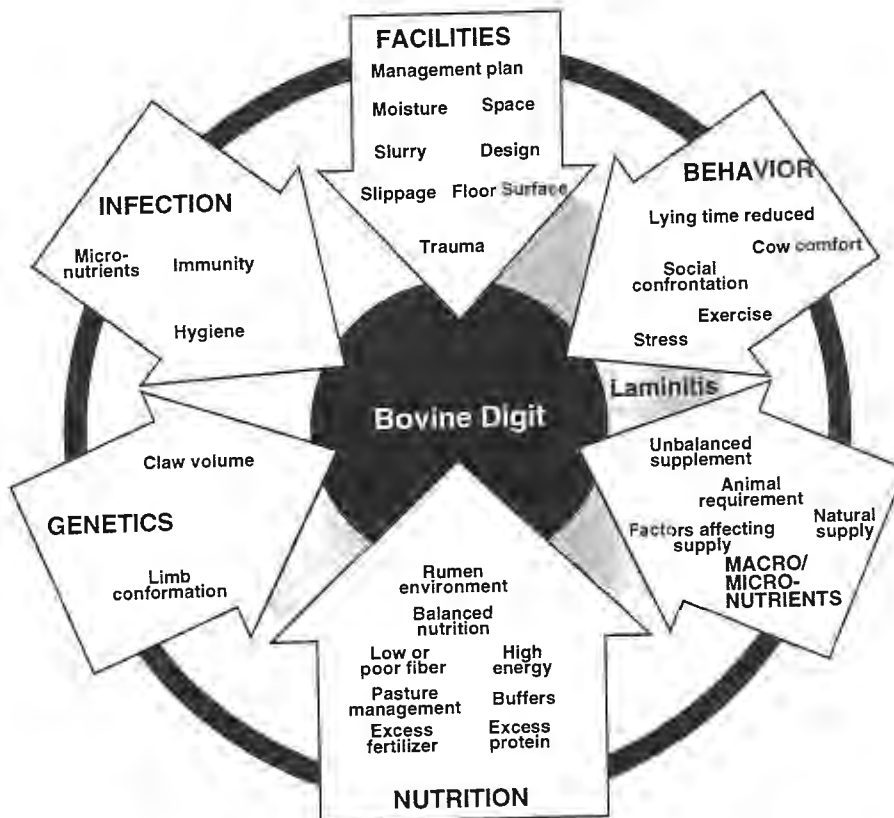 FACILITIES
Management plan
Moisture
Space
Slurry
Design
Slippage
Floor Surface
Trauma
BEHAVIOR
Lying time reduced
Cow comfort
Social
confrontation
Exercise
Stress
INFECTION
Micro-
nutrients
Immunity
Hygiene
Bovine Digit
Laminitis
Claw volume
GENETICS
Limb
conformation
Unbalanced
supplement
Animal
requirement
Natural
supply
Factors affecting
supply
MACRO/
MICRO-
NUTRIENTS
Rumen
environment
Balanced
nutrition
Low or
poor fiber
High
energy
Pasture
management
Buffers
Excess
fertilizer
Excess
protein
NUTRITION